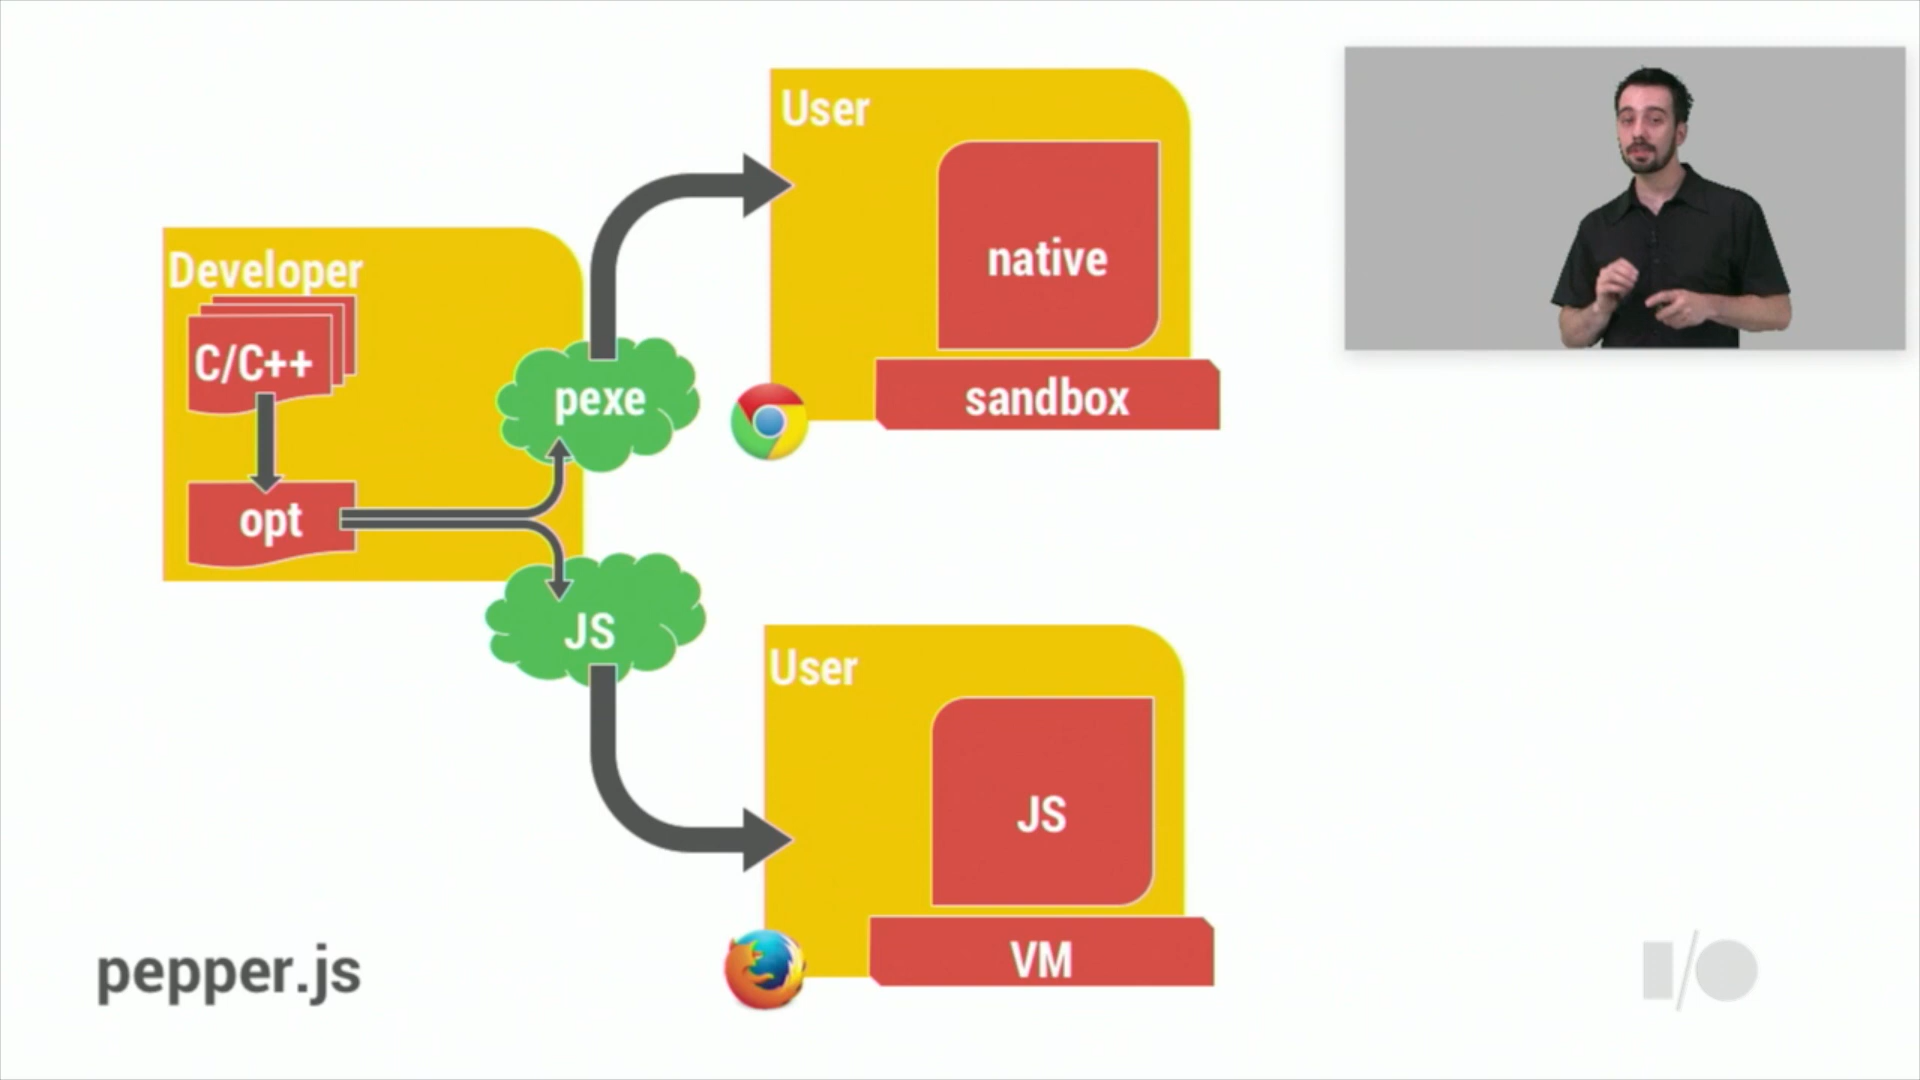 User
native
sandbox
Developer
C/C++
opt
pexe
JS
User
JS
VM
pepper.js
I/O